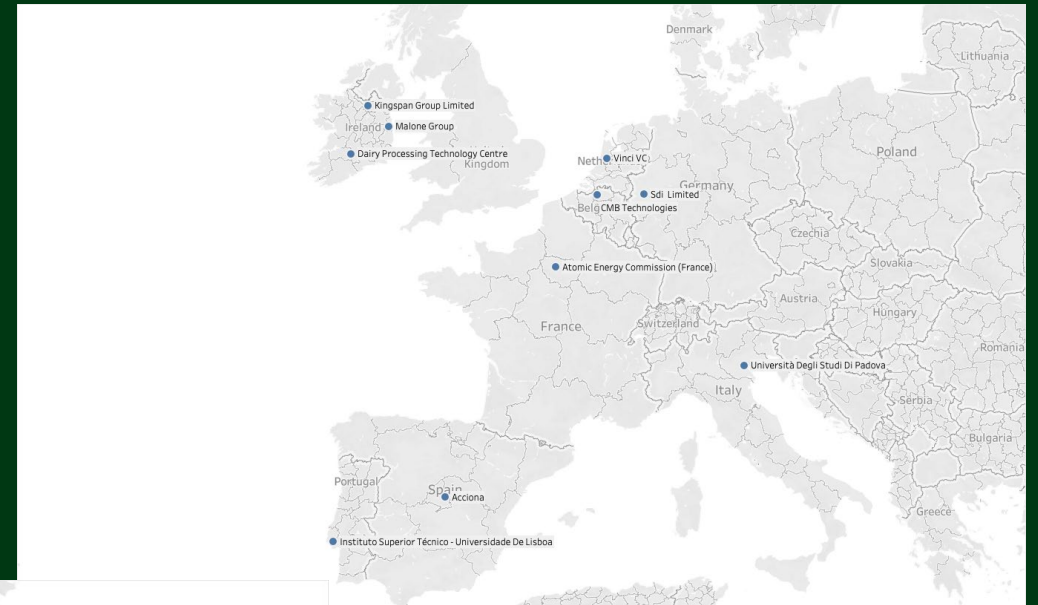 Denmark
Lithuania
Kingspan Group Limited
Ireland
Malone Group
Dairy Processing Technology Centre
Kingdom
Poland
Neth
Vinci VC
Germany
Sdi Limited
Belg
CMB Technologies
Czechia
Slovakia
Atomic Energy Commission (France)
Austria
Hungary
France
Switzerland
Romania
Università Degli Studi Di Padova
Italy
Serbia
Bulgaria
Portugal
Spain
Acciona
Greece
Instituto Superior Técnico - Universidade De Lisboa